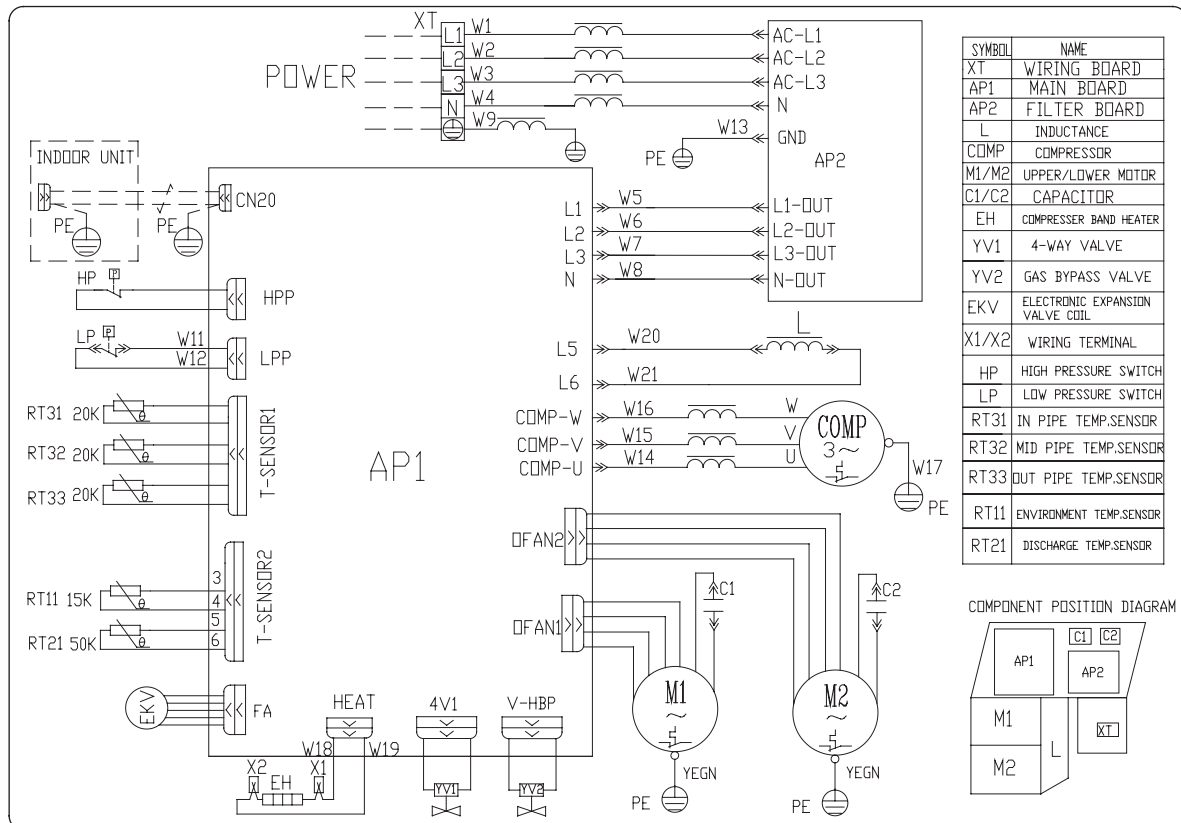 XT
POWER
L1 W1
L2 W2
L3 W3
N W4
W9
AC-L1
AC-L2
AC-L3
N
GND
W13
PE
AP2
L1-OUT
L2-OUT
L3-OUT
N-OUT
INDOOR UNIT
PE
PE
CN20
L1 W5
L2 W6
L3 W7
N W8
HP P
HPP
LP P
W11
W12
LPP
L5 W20
L
L6 W21
RT31 20K
RT32 20K
RT33 20K
θ
θ
θ
T-SENSOR1
AP1
COMP-W W16 W
COMP-V W15 V
COMP-U W14 U
COMP
3~
W17
PE
RT11 15K
RT21 50K
θ
θ
3
4
5
6
T-SENSOR2
OFAN2
OFAN1
C1
C2
M1
~
M2
~
YEGN
YEGN
PE
PE
EKV
FA
HEAT
4V1
V-HBP
W18
W19
X2
EH
X1
YV1
YV2
SYMBOL NAME
XT WIRING BOARD
AP1 MAIN BOARD
AP2 FILTER BOARD
L INDUCTANCE
COMP COMPRESSOR
M1/M2 UPPER/LOWER MOTOR
C1/C2 CAPACITOR
EH COMPRESSER BAND HEATER
YV1 4-WAY VALVE
YV2 GAS BYPASS VALVE
EKV ELECTRONIC EXPANSION
VALVE COIL
X1/X2 WIRING TERMINAL
HP HIGH PRESSURE SWITCH
LP LOW PRESSURE SWITCH
RT31 IN PIPE TEMP.SENSOR
RT32 MID PIPE TEMP.SENSOR
RT33 OUT PIPE TEMP.SENSOR
RT11 ENVIRONMENT TEMP.SENSOR
RT21 DISCHARGE TEMP.SENSOR
COMPONENT POSITION DIAGRAM
AP1
C1 C2
AP2
M1
M2
L
XT